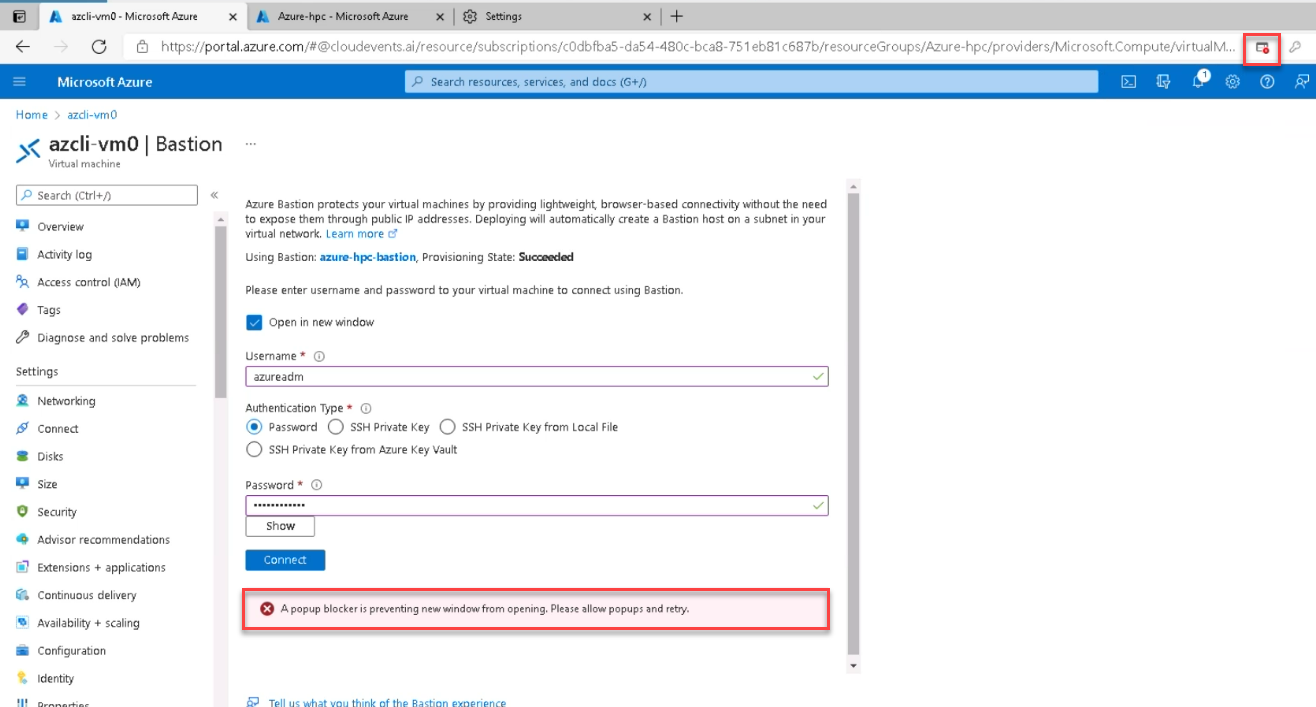 azcli-vm0 - Microsoft Azure
Azure-hpc - Microsoft Azure
Settings
https://portal.azure.com/#@cloudevents.ai/resource/subscriptions/c0dbfba5-da54-480c-bca8-751eb81c687b/resourceGroups/Azure-hpc/providers/Microsoft.Compute/virtualM...
Microsoft Azure
Search resources, services, and docs (G+/)
1
Home > azcli-vm0
azcli-vm0 | Bastion ...
Virtual machine
Search (Ctrl+/)
«
Overview
Activity log
Access control (IAM)
Tags
Diagnose and solve problems
Settings
Networking
Connect
Disks
Size
Security
Advisor recommendations
Extensions + applications
Continuous delivery
Availability + scaling
Configuration
Identity
Properties
Azure Bastion protects your virtual machines by providing lightweight, browser-based connectivity without the need
to expose them through public IP addresses. Deploying will automatically create a Bastion host on a subnet in your
virtual network. Learn more
Using Bastion: azure-hpc-bastion, Provisioning State: Succeeded
Please enter username and password to your virtual machine to connect using Bastion.
Open in new window
Username *
azureadm
Authentication Type *
Password SSH Private Key SSH Private Key from Local File
SSH Private Key from Azure Key Vault
Password *
••••••••••••
Show
Connect
A popup blocker is preventing new window from opening. Please allow popups and retry.
Tell us what you think of the Bastion experience